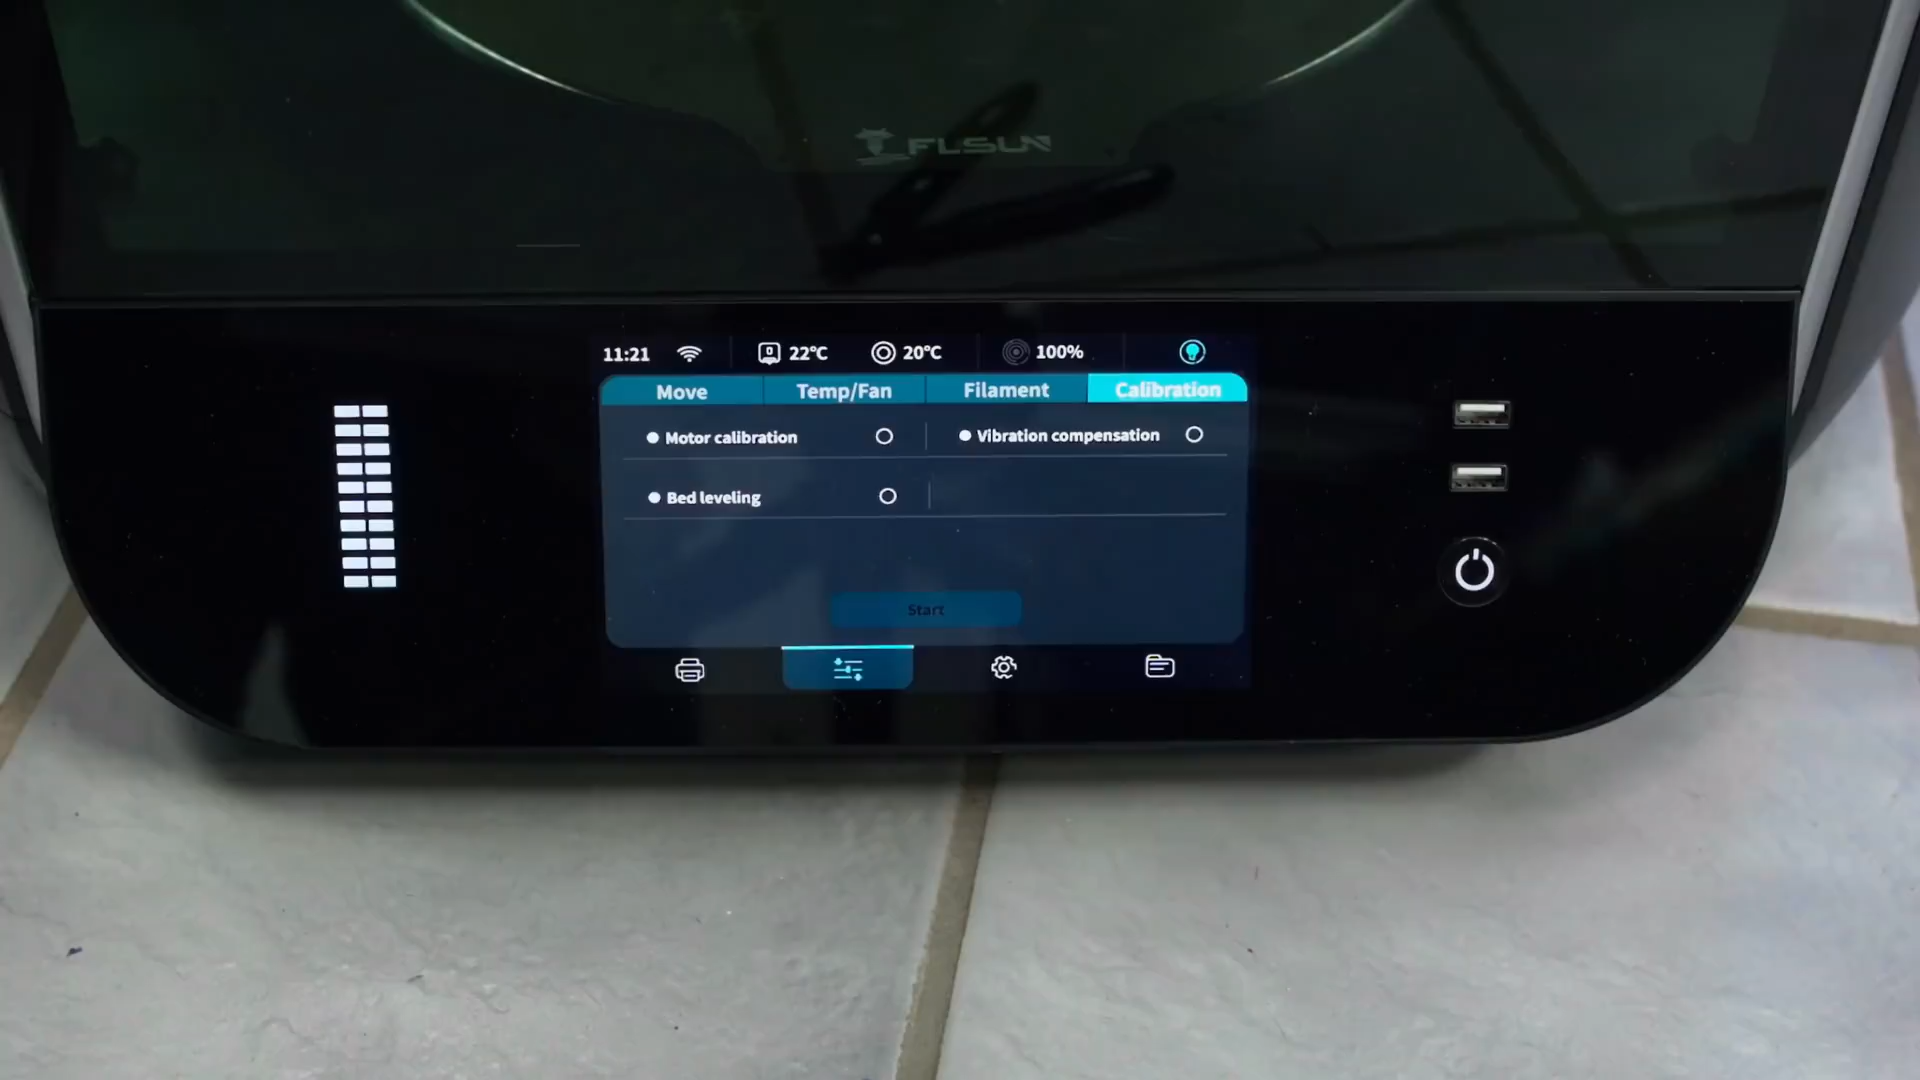 FLSUN
11:21 22°C 20°C 100%
Move Temp/Fan Filament Calibration
Motor calibration Vibration compensation
Bed leveling
Start